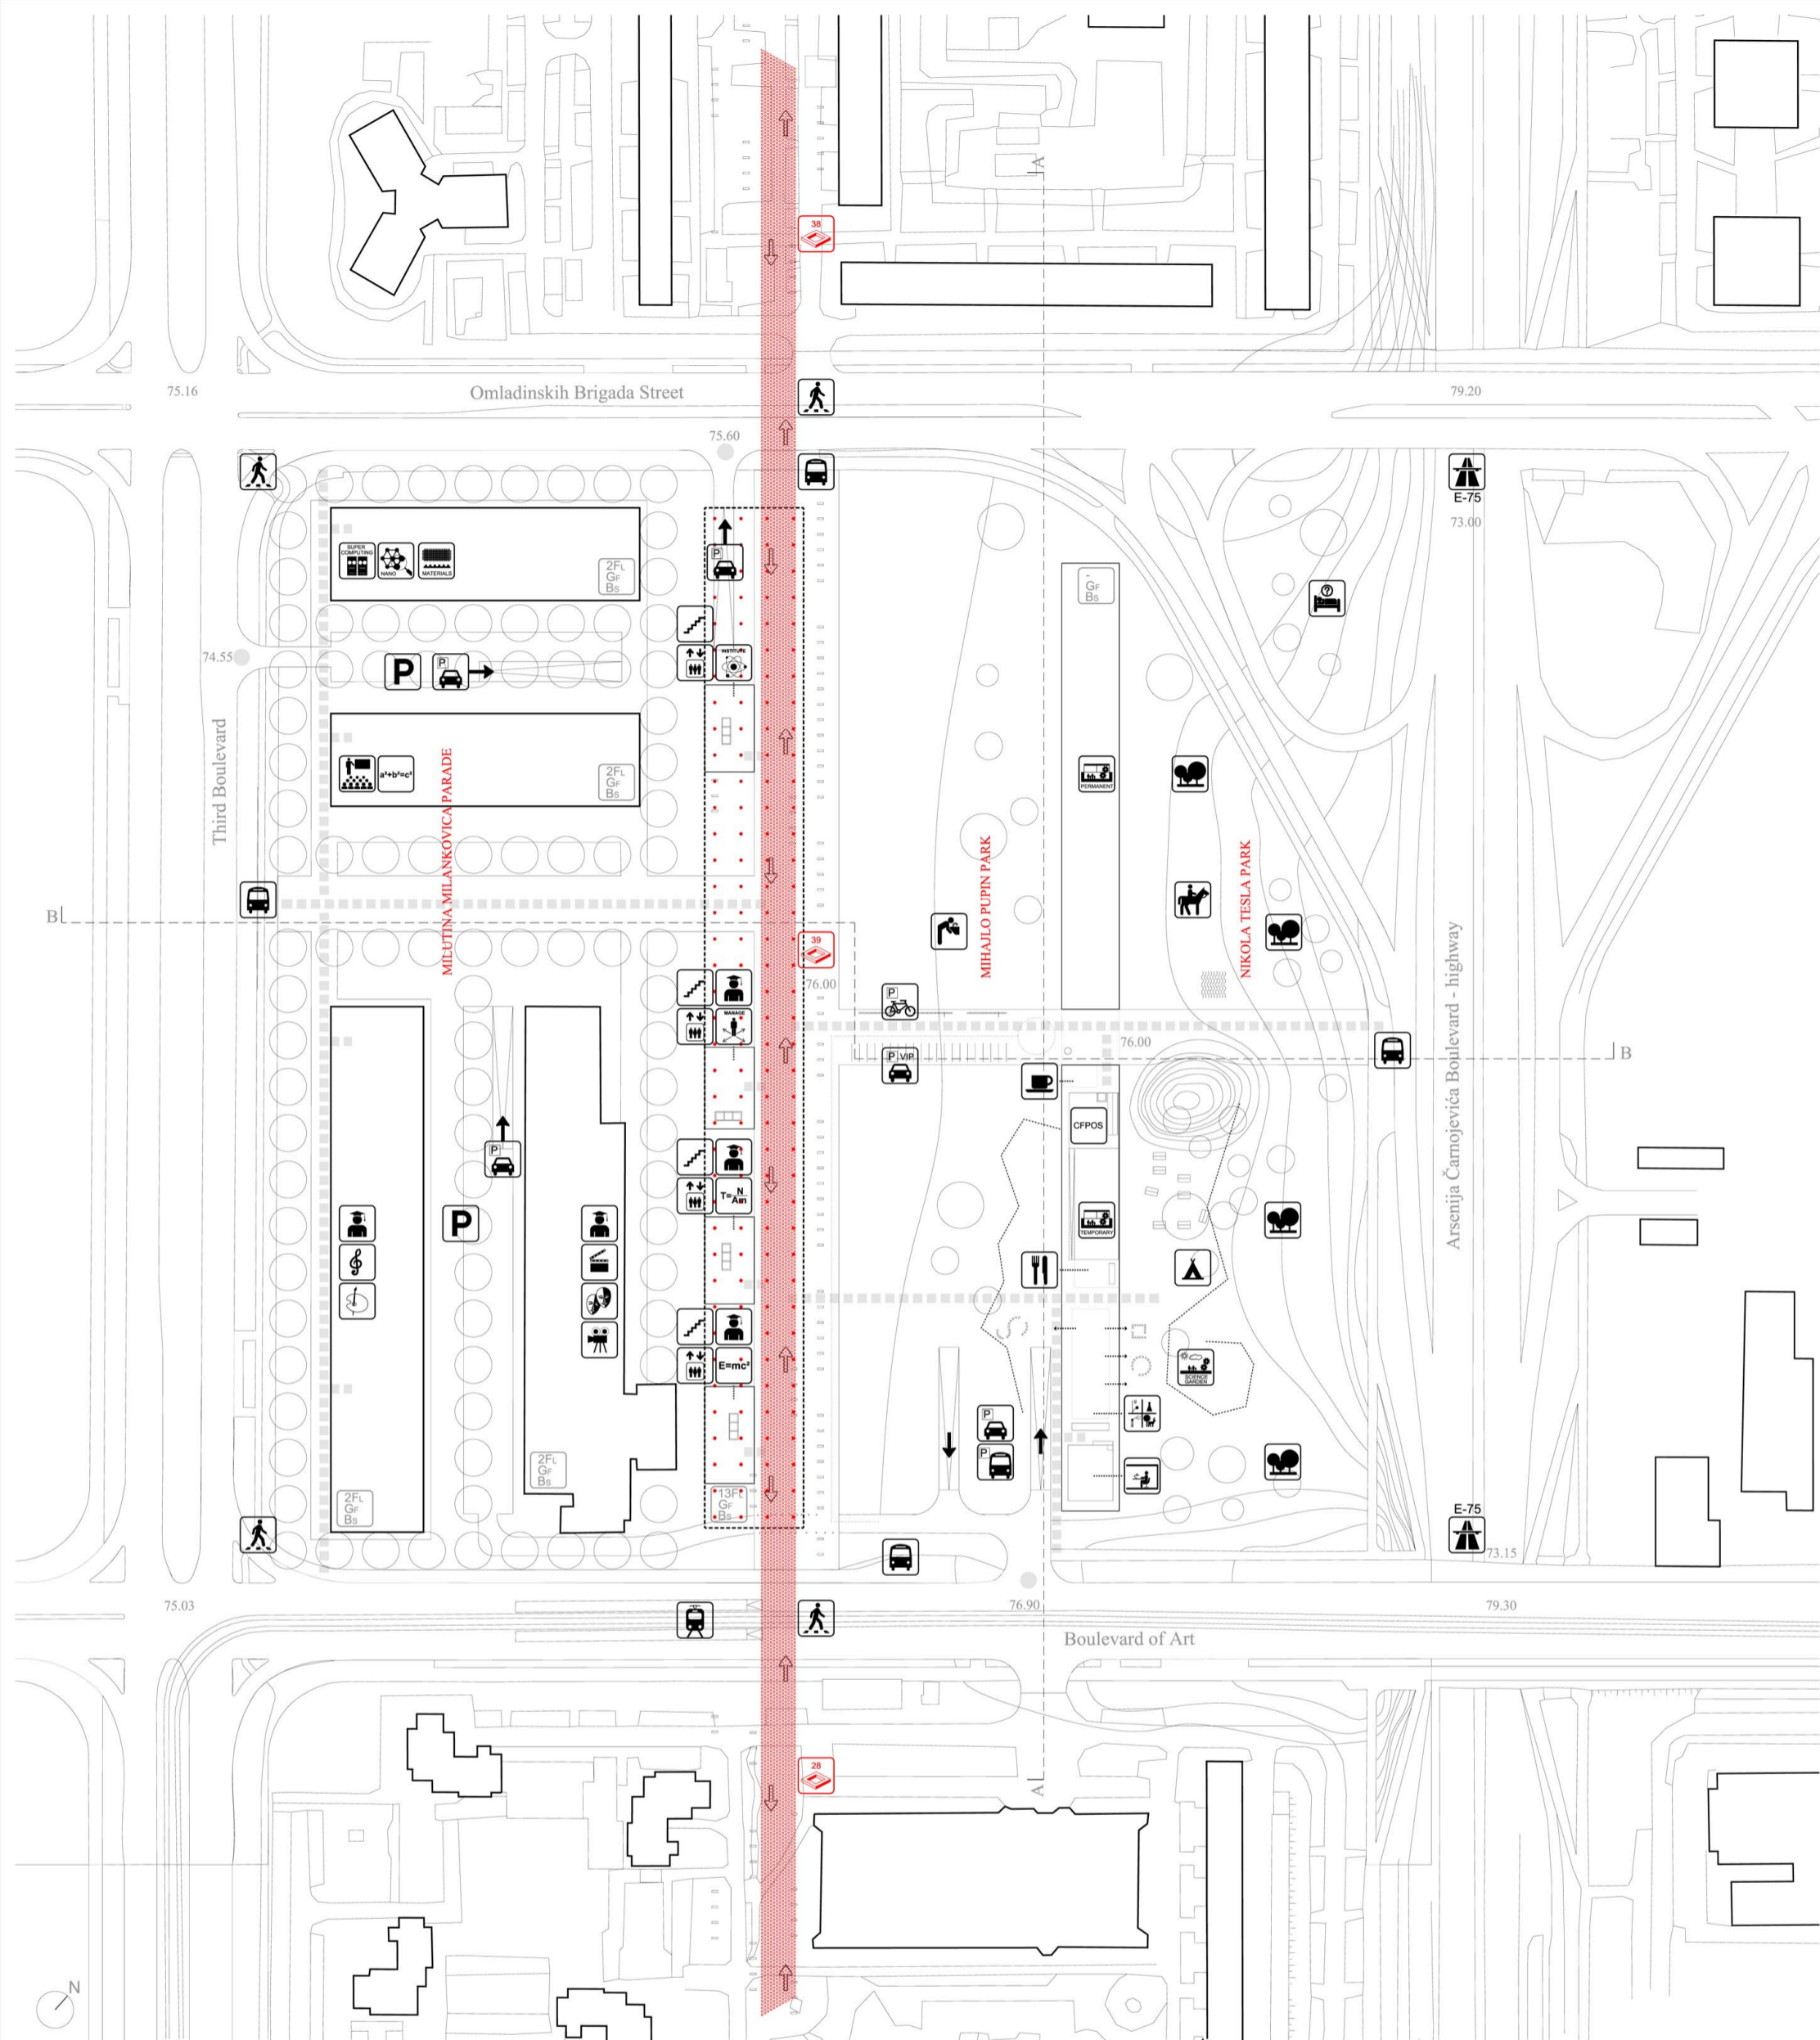 A
38
75.16
Omladinskih Brigada Street
79.20
75.60
E-75
73.00
SUPER
COMPUTING
NANO
MATERIALS
2FL
GF
BS
P
-
GF
BS
74.55
P
P
INSTITUTE
Third Boulevard
MILUTINA MILANKOVICA PARADE
a²+b²=c²
2FL
GF
BS
PERMANENT
MIHAJLO PUPIN PARK
NIKOLA TESLA PARK
Arsenija Čarnojevića Boulevard - highway
B
39
76.00
P
MANAGE
76.00
P VIP
B
CFPOS
P
T=N/Am
P
TEMPORARY
E=mc²
SCIENCE
GARDEN
P
P
2FL
GF
BS
2FL
GF
BS
13FL
GF
BS
E-75
73.15
75.03
76.90
79.30
Boulevard of Art
28
A
N